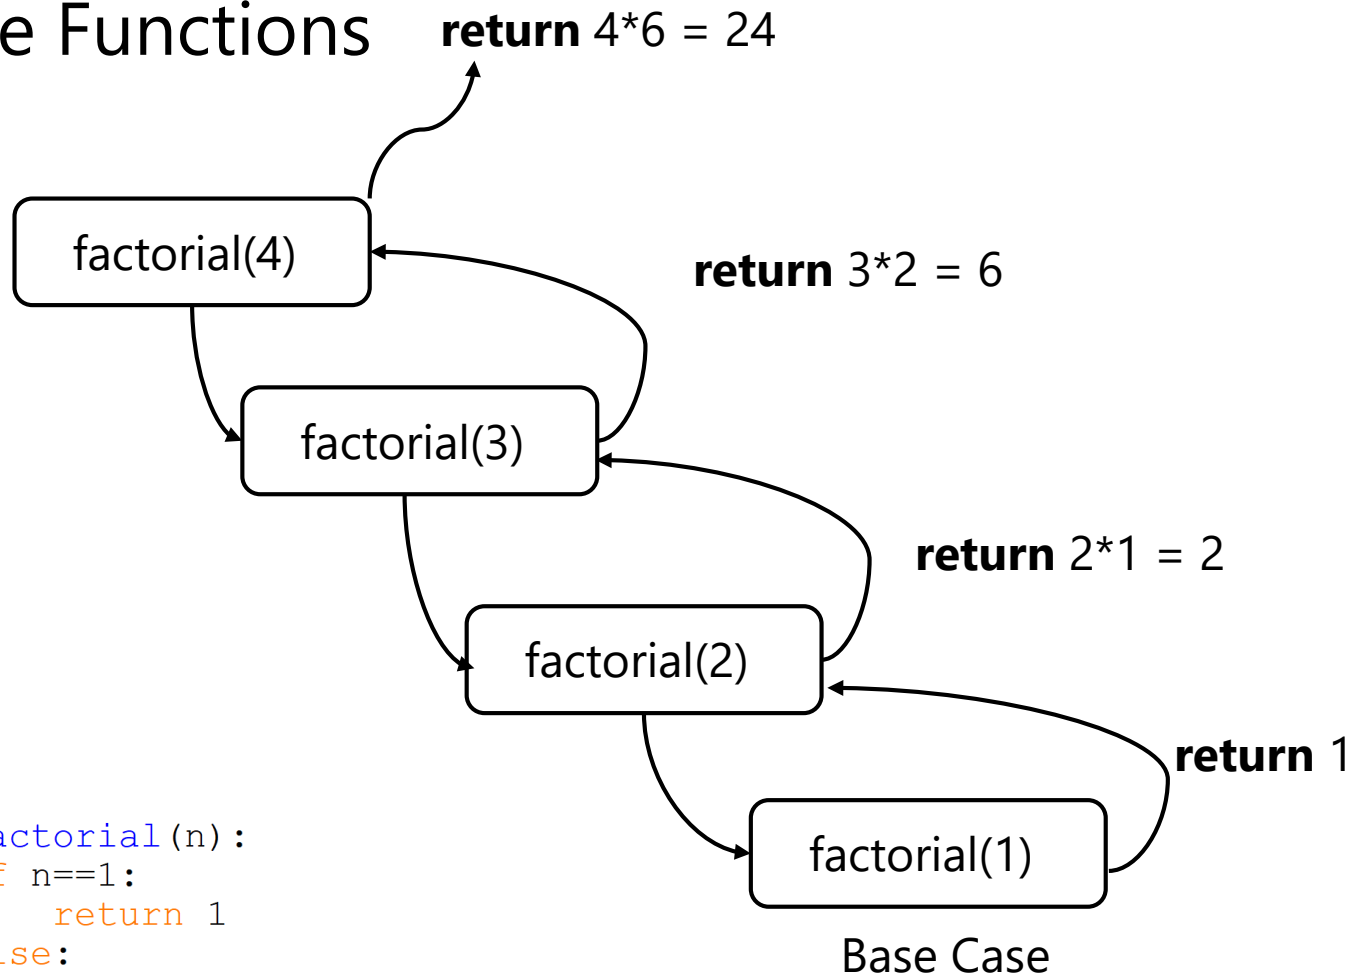 e Functions
return 4*6 = 24
factorial(4)
return 3*2 = 6
factorial(3)
return 2*1 = 2
factorial(2)
return 1
factorial(1)
Base Case
actorial(n):
f n==1:
return 1
lse: